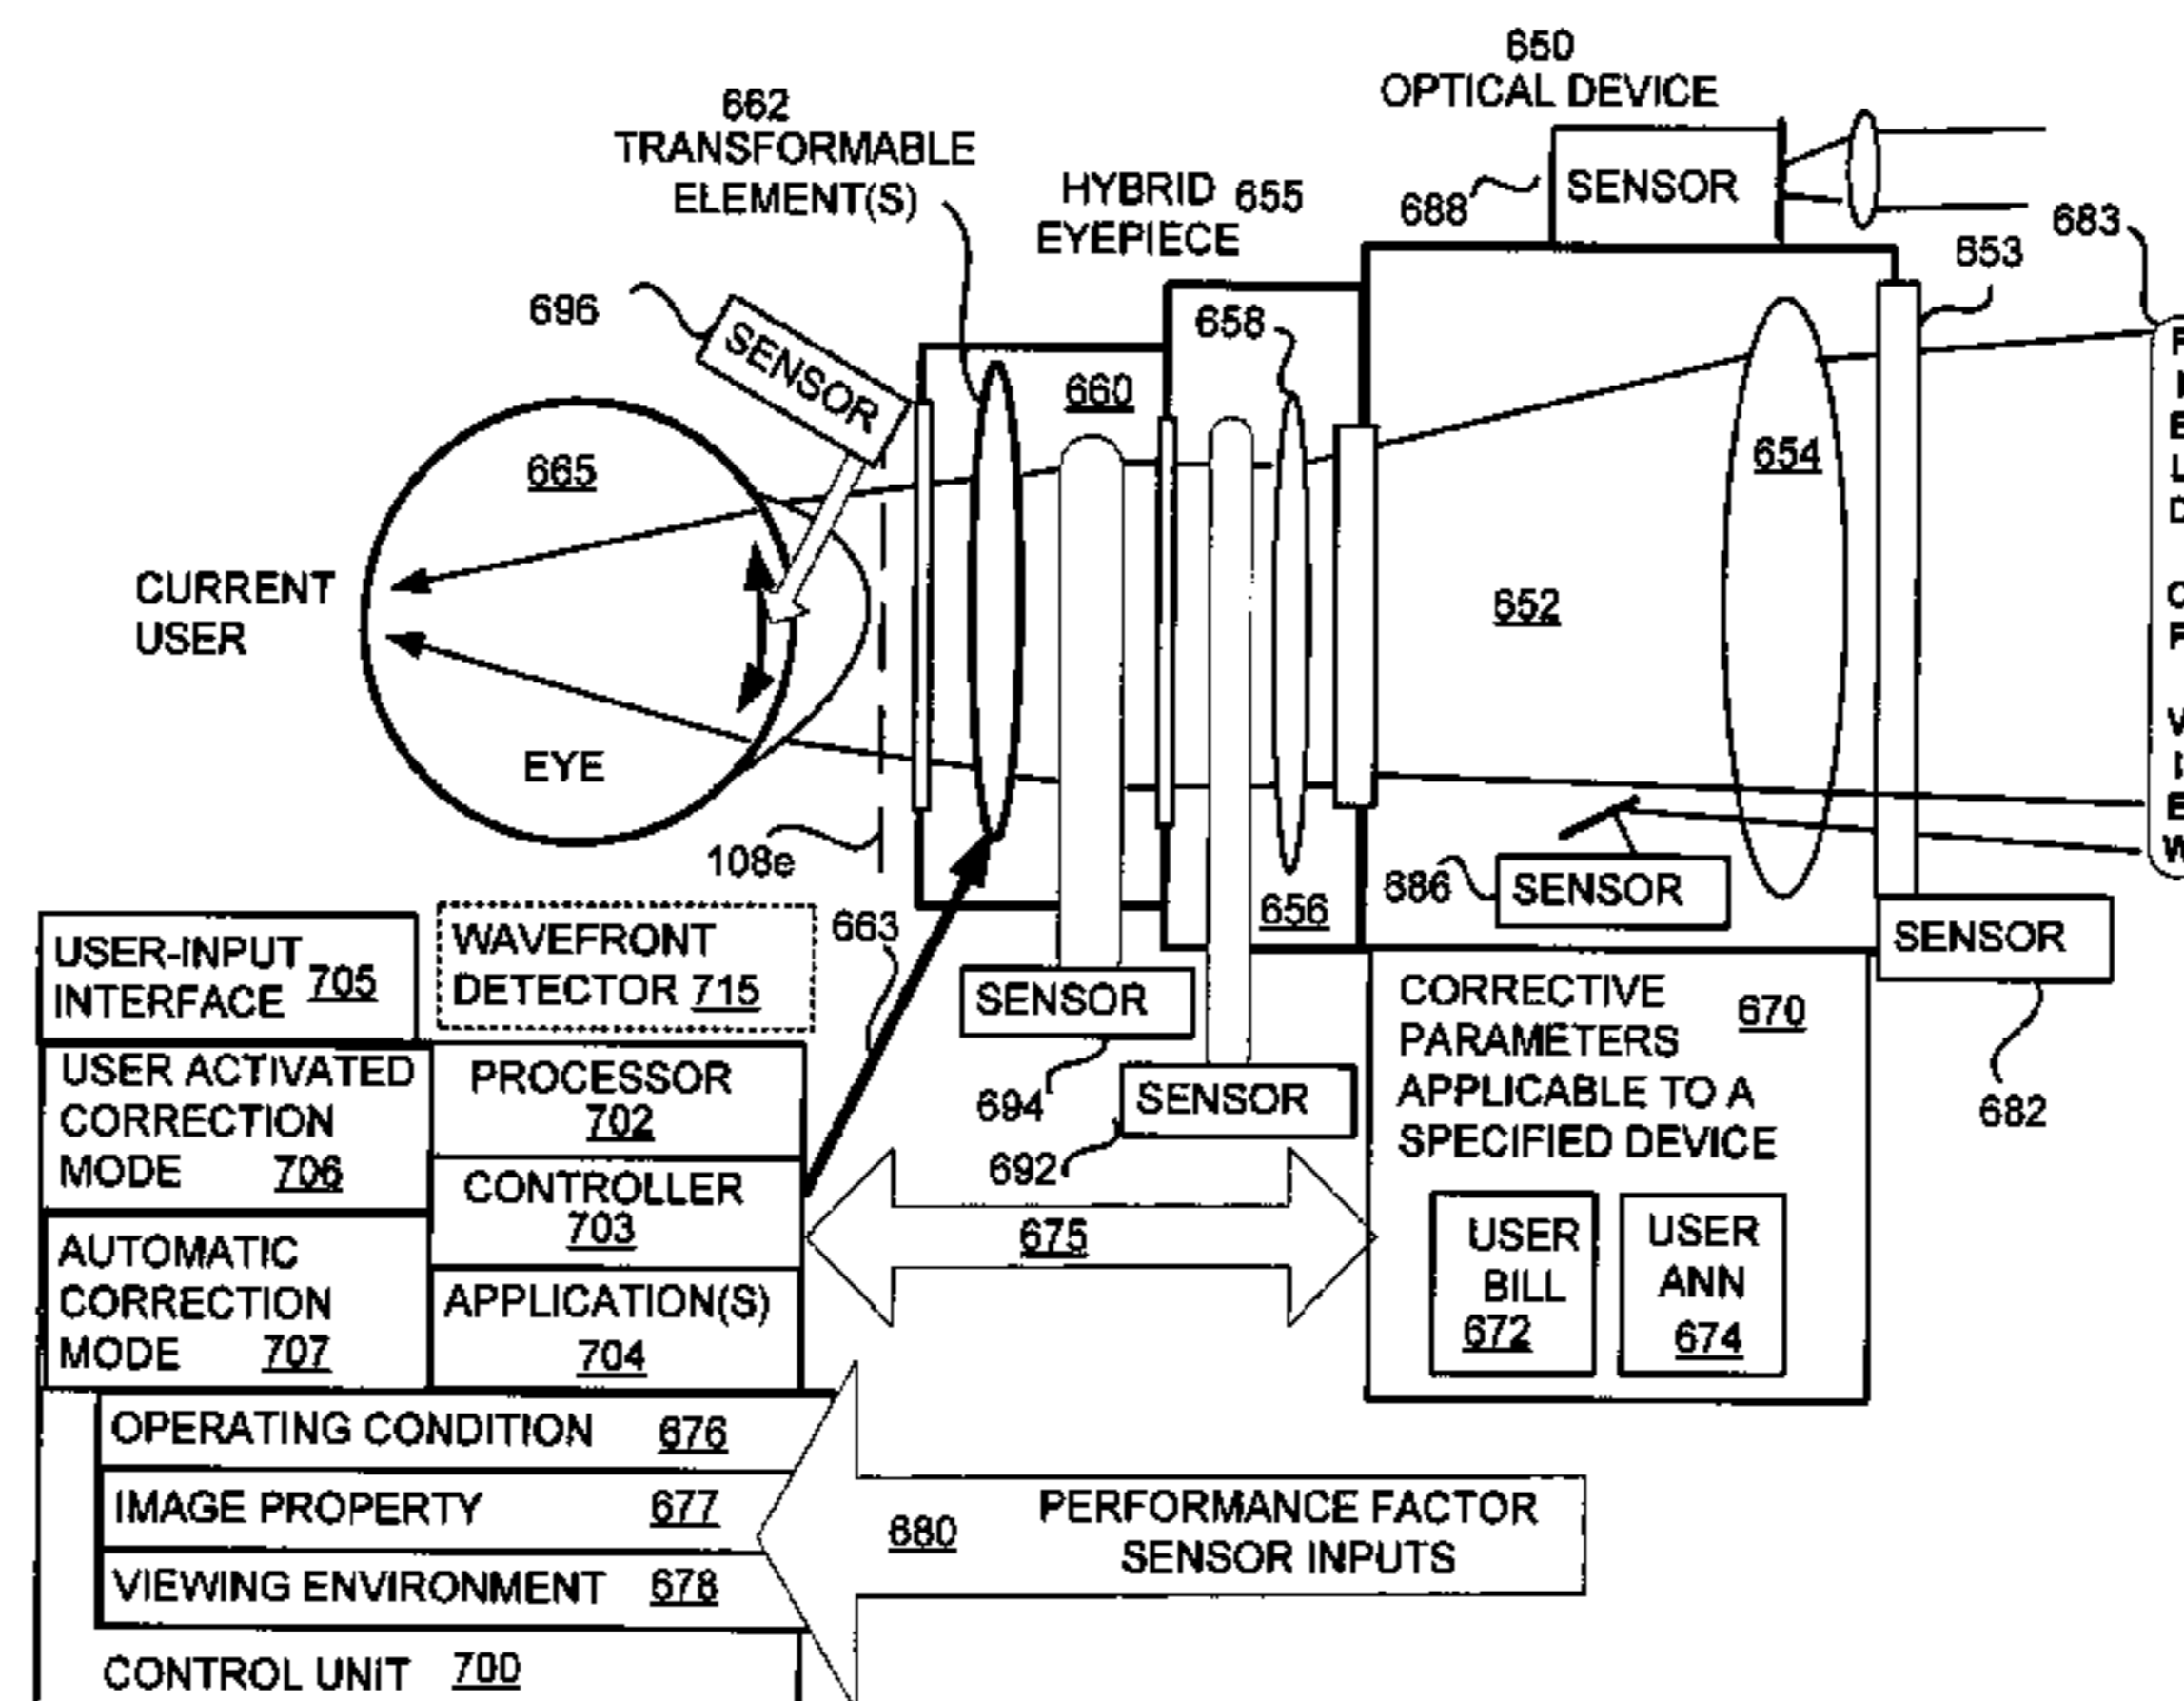 650
OPTICAL DEVICE
662
TRANSFORMABLE
ELEMENT(S)
HYBRID 655
EYEPIECE
688
SENSOR
683
653
696
SENSOR
658
660
665
654
F
I
E
L
D
O
F
V
I
E
W
CURRENT
USER
652
EYE
108e
686
SENSOR
656
SENSOR
663
USER-INPUT
INTERFACE 705
WAVEFRONT
DETECTOR 715
SENSOR
694
SENSOR
692
682
CORRECTIVE 670
PARAMETERS
APPLICABLE TO A
SPECIFIED DEVICE
USER ACTIVATED
CORRECTION
MODE 706
PROCESSOR
702
CONTROLLER
703
675
USER
BILL
672
USER
ANN
674
AUTOMATIC
CORRECTION
MODE 707
APPLICATION(S)
704
OPERATING CONDITION 676
IMAGE PROPERTY 677
VIEWING ENVIRONMENT 678
680
PERFORMANCE FACTOR
SENSOR INPUTS
CONTROL UNIT 700